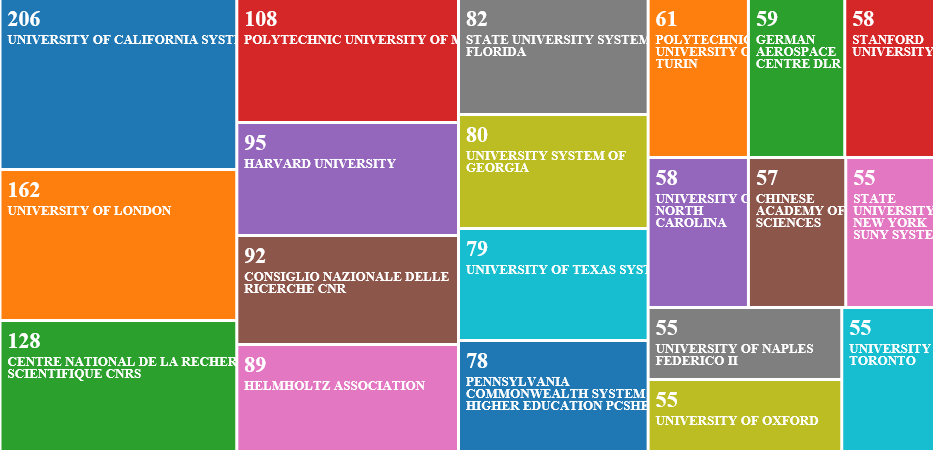 206
UNIVERSITY OF CALIFORNIA SYST
162
UNIVERSITY OF LONDON
128
CENTRE NATIONAL DE LA RECHER
SCIENTIFIQUE CNRS
108
POLYTECHNIC UNIVERSITY OF M
95
HARVARD UNIVERSITY
92
CONSIGLIO NAZIONALE DELLE
RICERCHE CNR
89
HELMHOLTZ ASSOCIATION
82
STATE UNIVERSITY SYSTEM
FLORIDA
80
UNIVERSITY SYSTEM OF
GEORGIA
79
UNIVERSITY OF TEXAS SYST
78
PENNSYLVANIA
COMMONWEALTH SYSTEM
HIGHER EDUCATION PCSHE
61
POLYTECHNIC
UNIVERSITY O
TURIN
59
GERMAN
AEROSPACE
CENTRE DLR
58
STANFORD
UNIVERSITY
58
UNIVERSITY O
NORTH
CAROLINA
57
CHINESE
ACADEMY OF
SCIENCES
55
STATE
UNIVERSITY
NEW YORK
SUNY SYSTE
55
UNIVERSITY OF NAPLES
FEDERICO II
55
UNIVERSITY OF OXFORD
55
UNIVERSITY
TORONTO